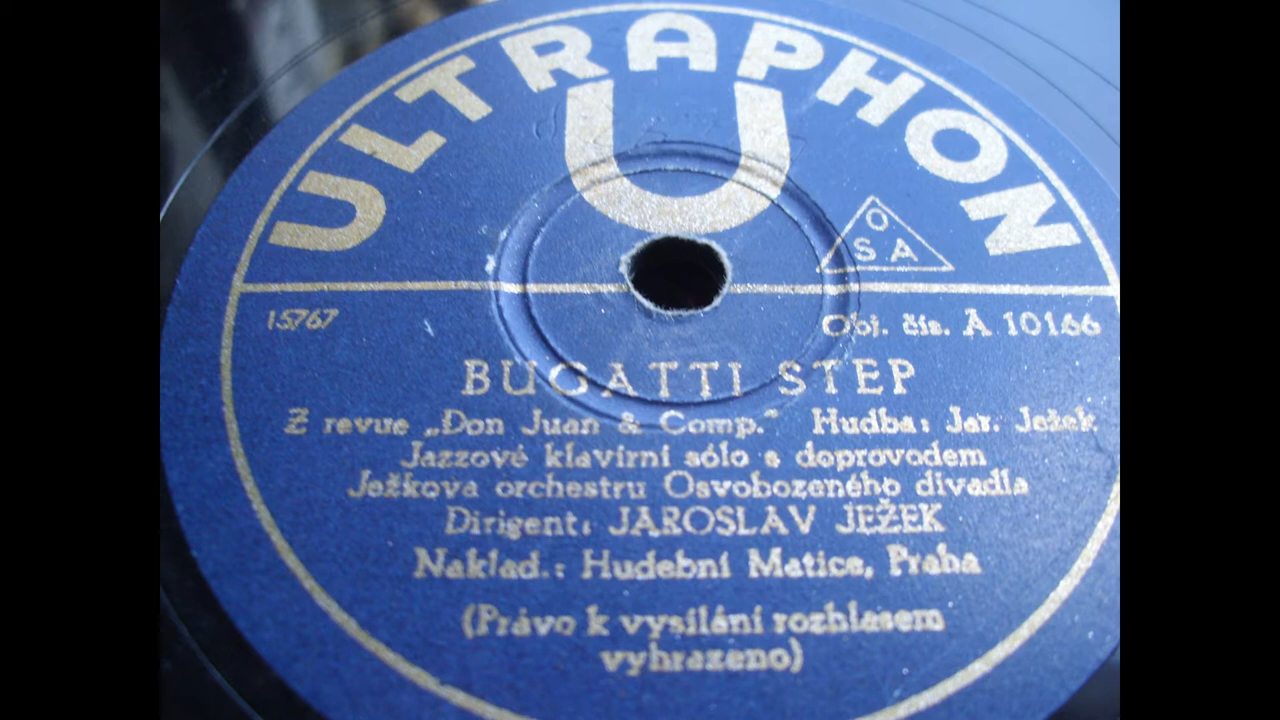 ULTRAPHON
U
O
S A
15767
Obj. čís. A 10166
BUGATTI STEP
Z revue „Don Juan & Comp.“ Hudba: Jar. Ježek
Jazzové klavírní sólo s doprovodem
Ježkova orchestru Osvobozeného divadla
Dirigent: JAROSLAV JEŽEK
Naklad.: Hudební Matice, Praha
(Právo k vysílání rozhlasem
vyhrazeno)